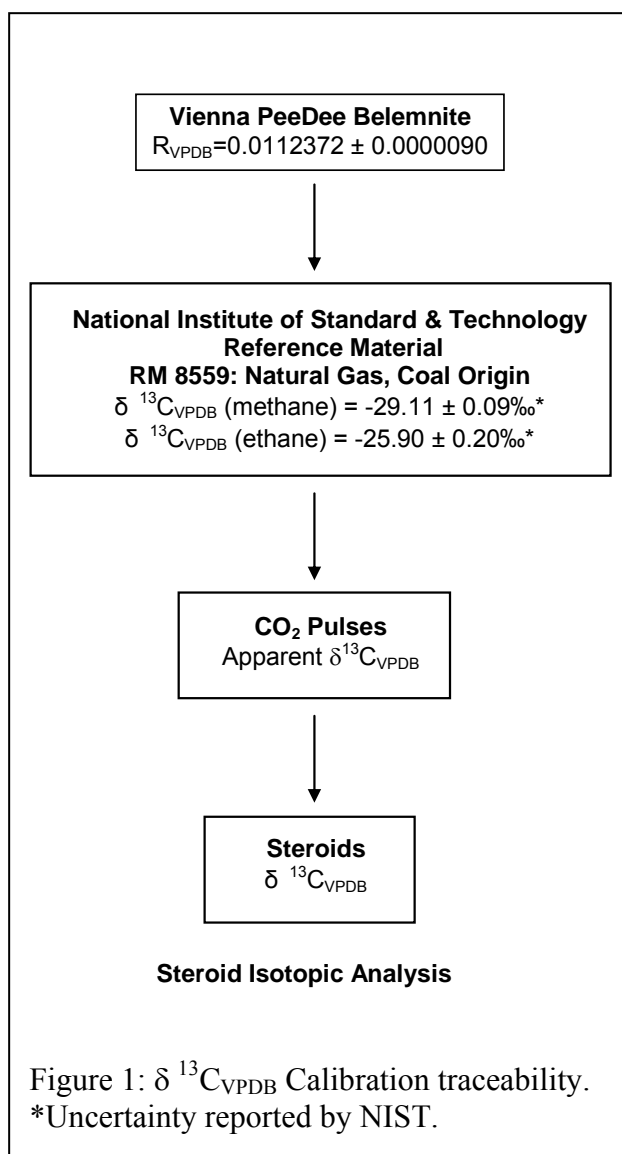 Vienna PeeDee Belemnite
R_VPDB=0.0112372 ± 0.0000090
National Institute of Standard & Technology
Reference Material
RM 8559: Natural Gas, Coal Origin
δ ¹³C_VPDB (methane) = -29.11 ± 0.09‰*
δ ¹³C_VPDB (ethane) = -25.90 ± 0.20‰*
CO₂ Pulses
Apparent δ¹³C_VPDB
Steroids
δ ¹³C_VPDB
Steroid Isotopic Analysis
Figure 1: δ ¹³C_VPDB Calibration traceability.
*Uncertainty reported by NIST.